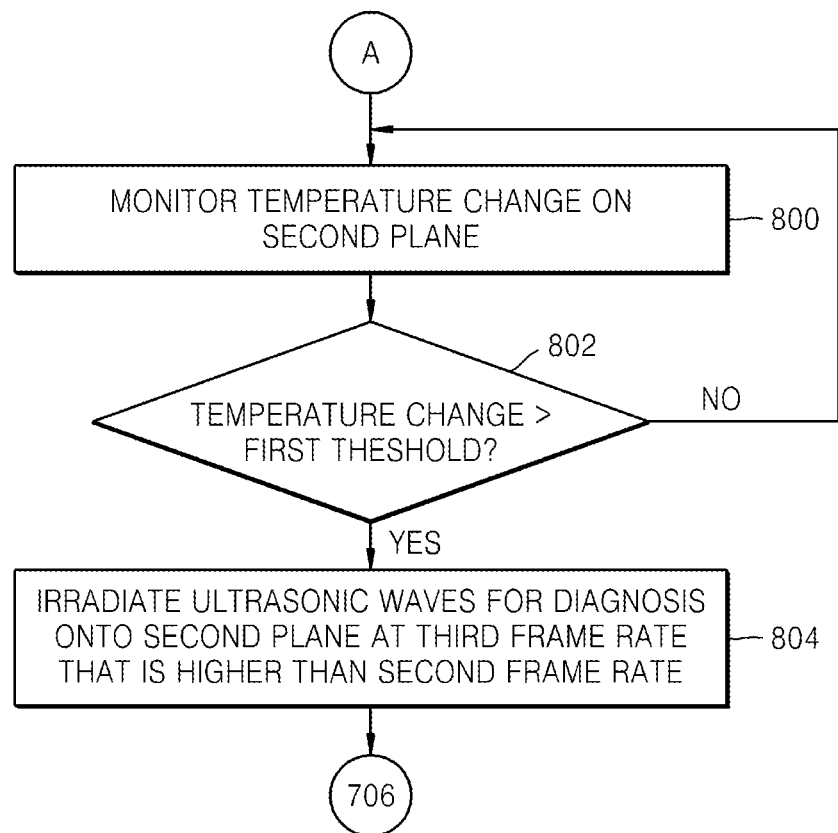 A
MONITOR TEMPERATURE CHANGE ON
SECOND PLANE
800
802
TEMPERATURE CHANGE >
FIRST THESHOLD?
NO
YES
IRRADIATE ULTRASONIC WAVES FOR DIAGNOSIS
ONTO SECOND PLANE AT THIRD FRAME RATE
THAT IS HIGHER THAN SECOND FRAME RATE
804
706